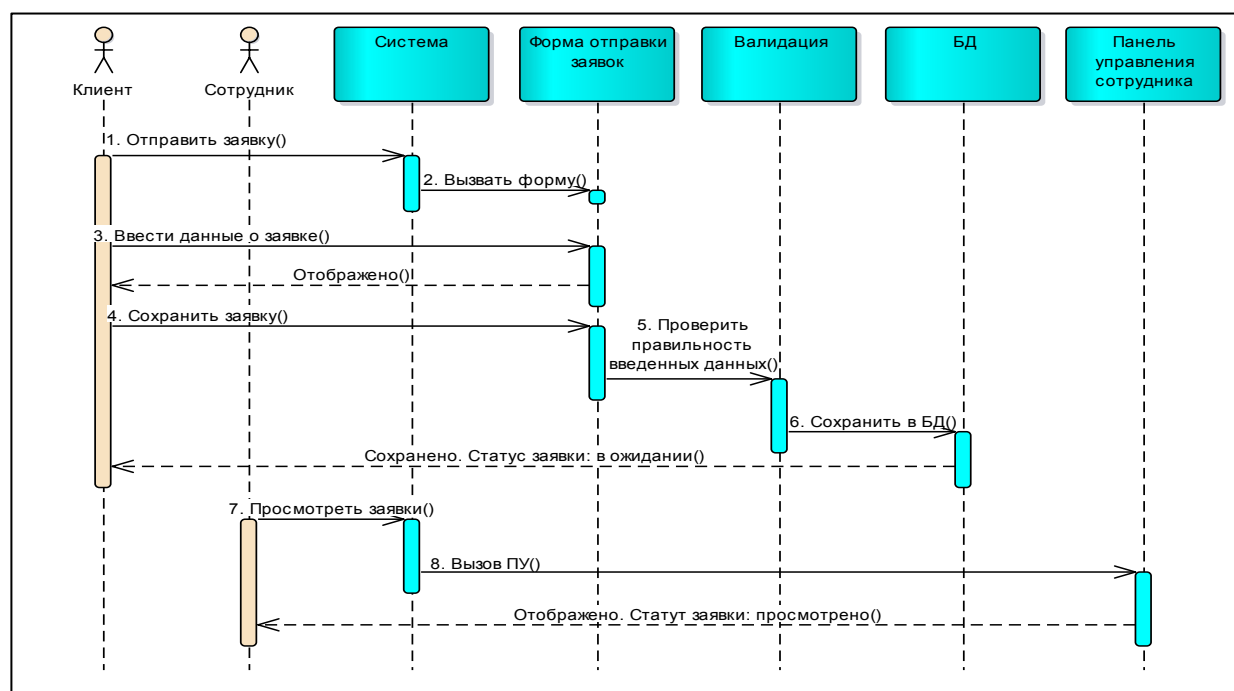 Клиент
Сотрудник
Система
Форма отправки
заявок
Валидация
БД
Панель
управления
сотрудника
1. Отправить заявку()
2. Вызвать форму()
3. Ввести данные о заявке()
Отображено()
4. Сохранить заявку()
5. Проверить
правильность
введенных данных()
6. Сохранить в БД()
Сохранено. Статус заявки: в ожидании()
7. Просмотреть заявки()
8. Вызов ПУ()
Отображено. Статут заявки: просмотрено()